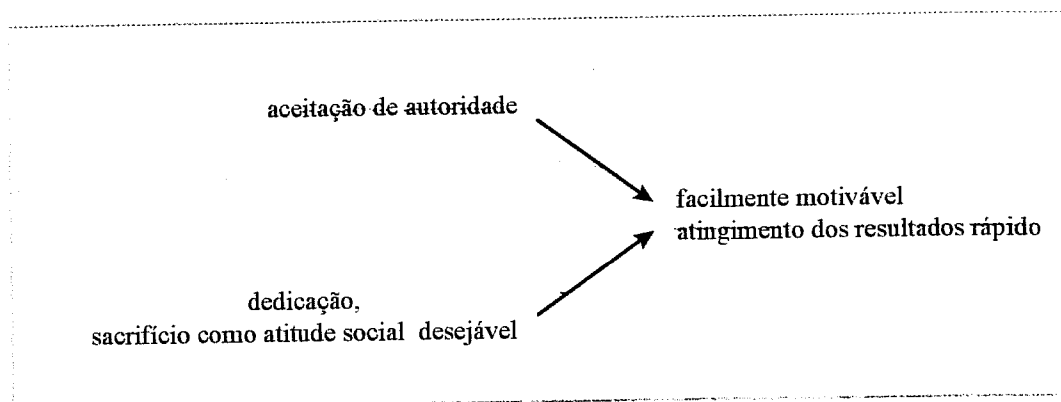 aceitação de autoridade
facilmente motivável
atingimento dos resultados rápido
dedicação,
sacrifício como atitude social desejável